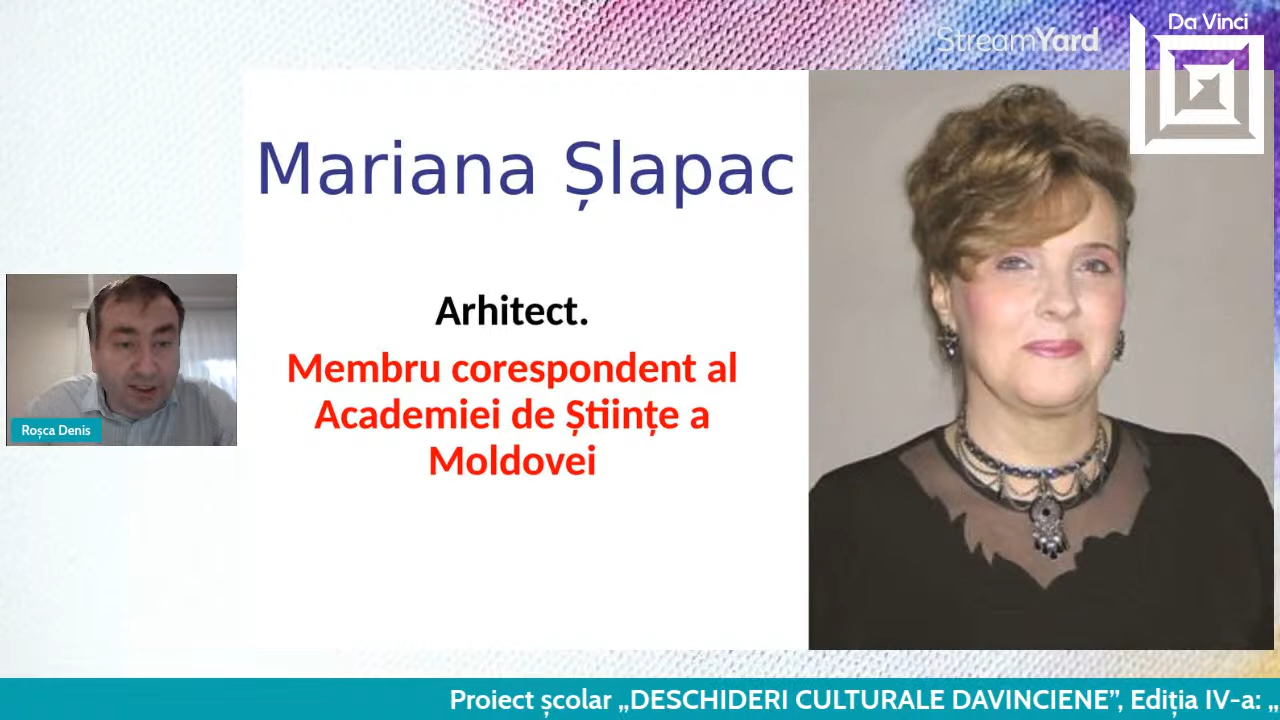 StreamYard
Da Vinci
Mariana Șlapac
Arhitect.
Membru corespondent al
Academiei de Științe a
Moldovei
Roșca Denis
Proiect școlar „DESCHIDERI CULTURALE DAVINCIENE”, Ediția IV-a: „